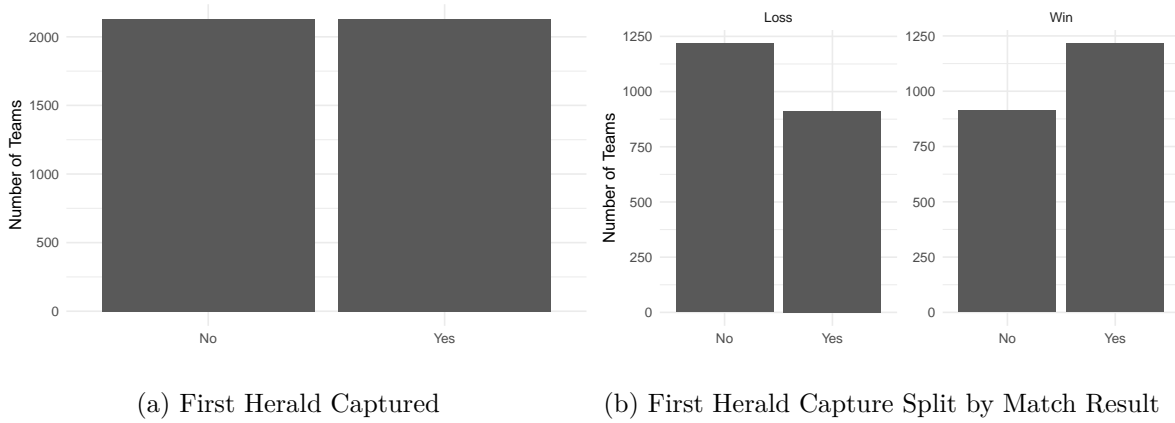 Number of Teams
2000
1500
1000
500
0
No Yes
(a) First Herald Captured
Loss Win
Number of Teams
1250
1000
750
500
250
0
No Yes
1250
1000
750
500
250
0
No Yes
(b) First Herald Capture Split by Match Result